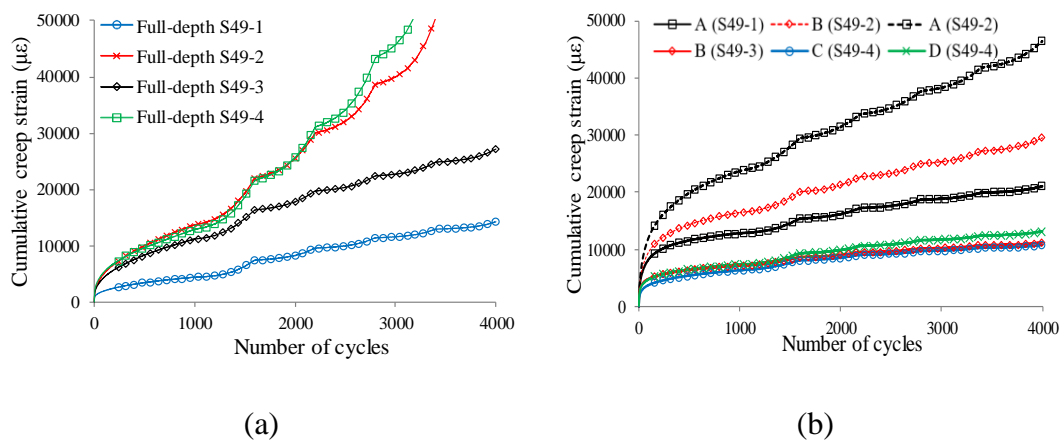 50000
40000
30000
20000
10000
0
Cumulative creep strain (με)
Full-depth S49-1
Full-depth S49-2
Full-depth S49-3
Full-depth S49-4
0 1000 2000 3000 4000
Number of cycles
(a)
50000
40000
30000
20000
10000
0
Cumulative creep strain (με)
A (S49-1) B (S49-2) A (S49-2)
B (S49-3) C (S49-4) D (S49-4)
0 1000 2000 3000 4000
Number of cycles
(b)